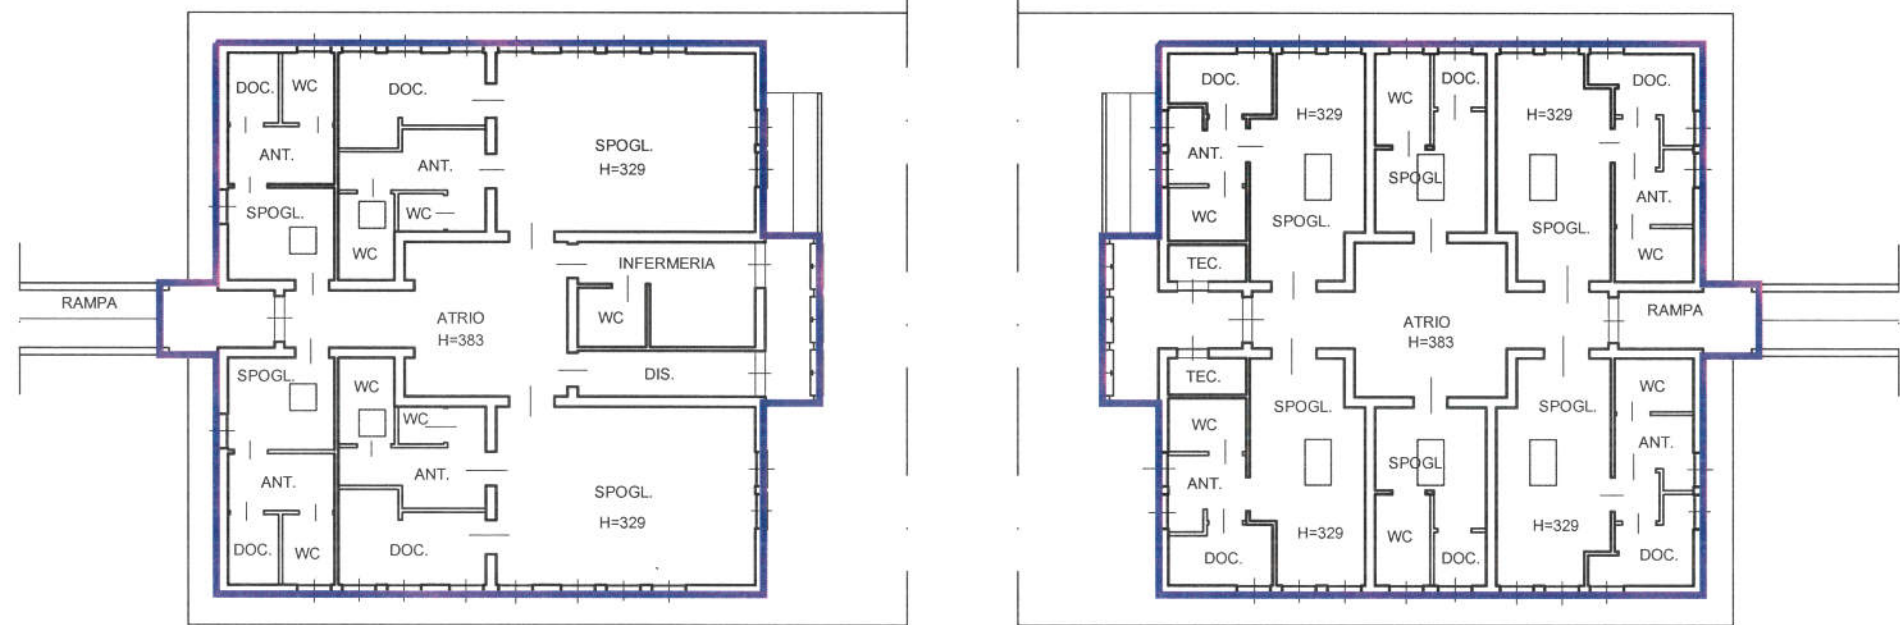 DOC.
WC
DOC.
ANT.
ANT.
SPOGL.
H=329
SPOGL.
WC
WC
INFERMERIA
RAMPA
WC
ATRIO
H=383
SPOGL.
WC
DIS.
WC
ANT.
ANT.
SPOGL.
H=329
DOC.
WC
DOC.
DOC.
WC
DOC.
DOC.
H=329
H=329
ANT.
SPOGL
ANT.
WC
SPOGL.
SPOGL.
WC
TEC.
RAMPA
ATRIO
H=383
TEC.
WC
SPOGL.
SPOGL.
WC
ANT.
SPOGL
ANT.
H=329
H=329
WC
DOC.
DOC.
DOC.